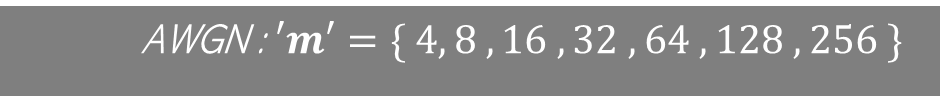 AWGN:'m' = { 4, 8 , 16 , 32 , 64 , 128 , 256 }